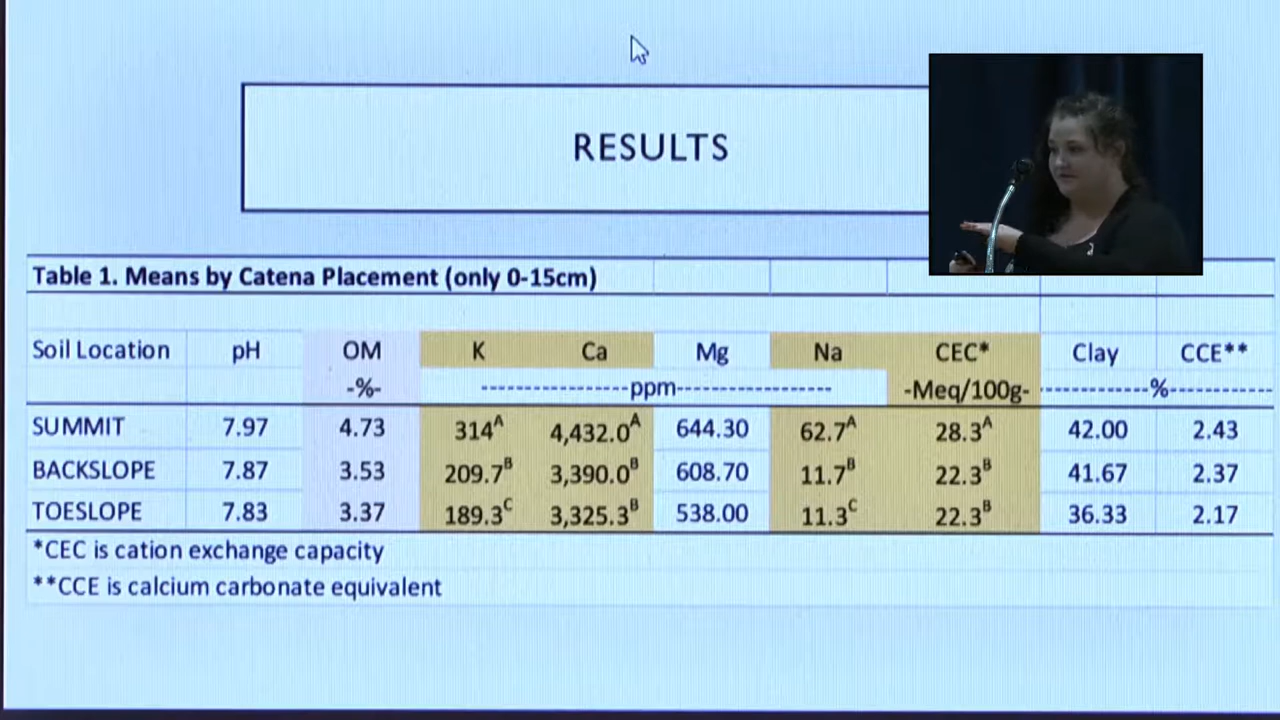 RESULTS
Table 1. Means by Catena Placement (only 0-15cm)
Soil Location pH OM K Ca Mg Na CEC* Clay CCE**
-%- -----------------ppm----------------- -Meq/100g- -----------%-----------
SUMMIT 7.97 4.73 314ᴬ 4,432.0ᴬ 644.30 62.7ᴬ 28.3ᴬ 42.00 2.43
BACKSLOPE 7.87 3.53 209.7ᴮ 3,390.0ᴮ 608.70 11.7ᴮ 22.3ᴮ 41.67 2.37
TOESLOPE 7.83 3.37 189.3ᶜ 3,325.3ᴮ 538.00 11.3ᶜ 22.3ᴮ 36.33 2.17
*CEC is cation exchange capacity
**CCE is calcium carbonate equivalent